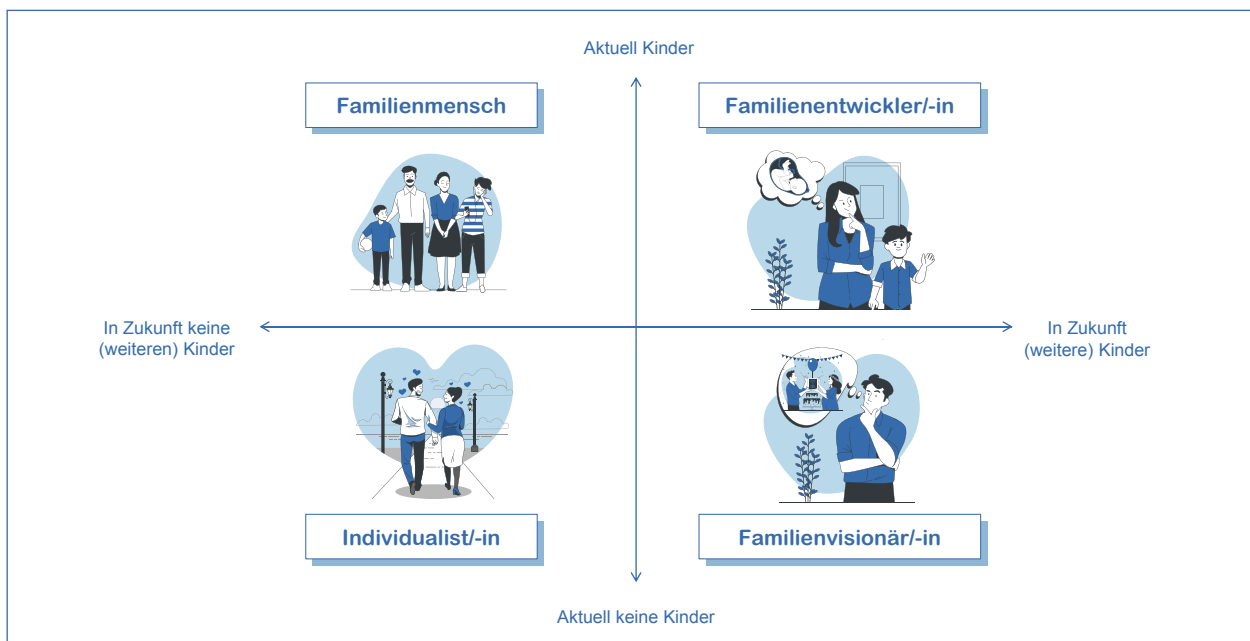 Aktuell Kinder
Familienmensch
Familienentwickler/-in
In Zukunft keine
(weiteren) Kinder
In Zukunft
(weitere) Kinder
Individualist/-in
Familienvisionär/-in
Aktuell keine Kinder